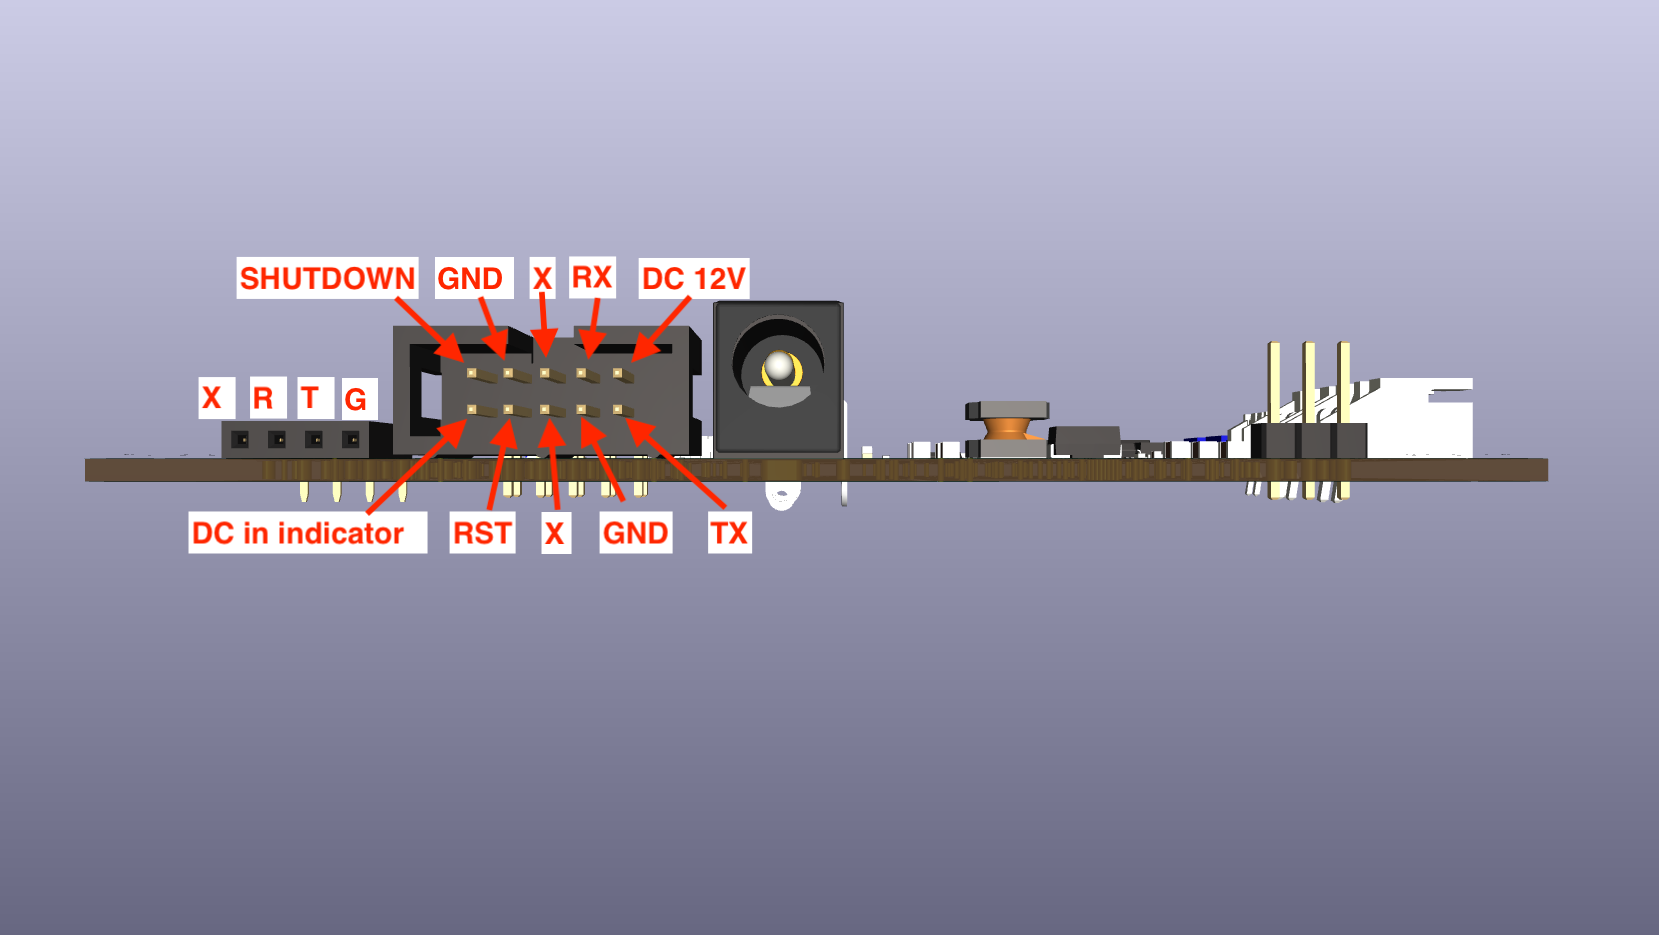 SHUTDOWN GND X RX DC 12V
X R T G
DC in indicator RST X GND TX